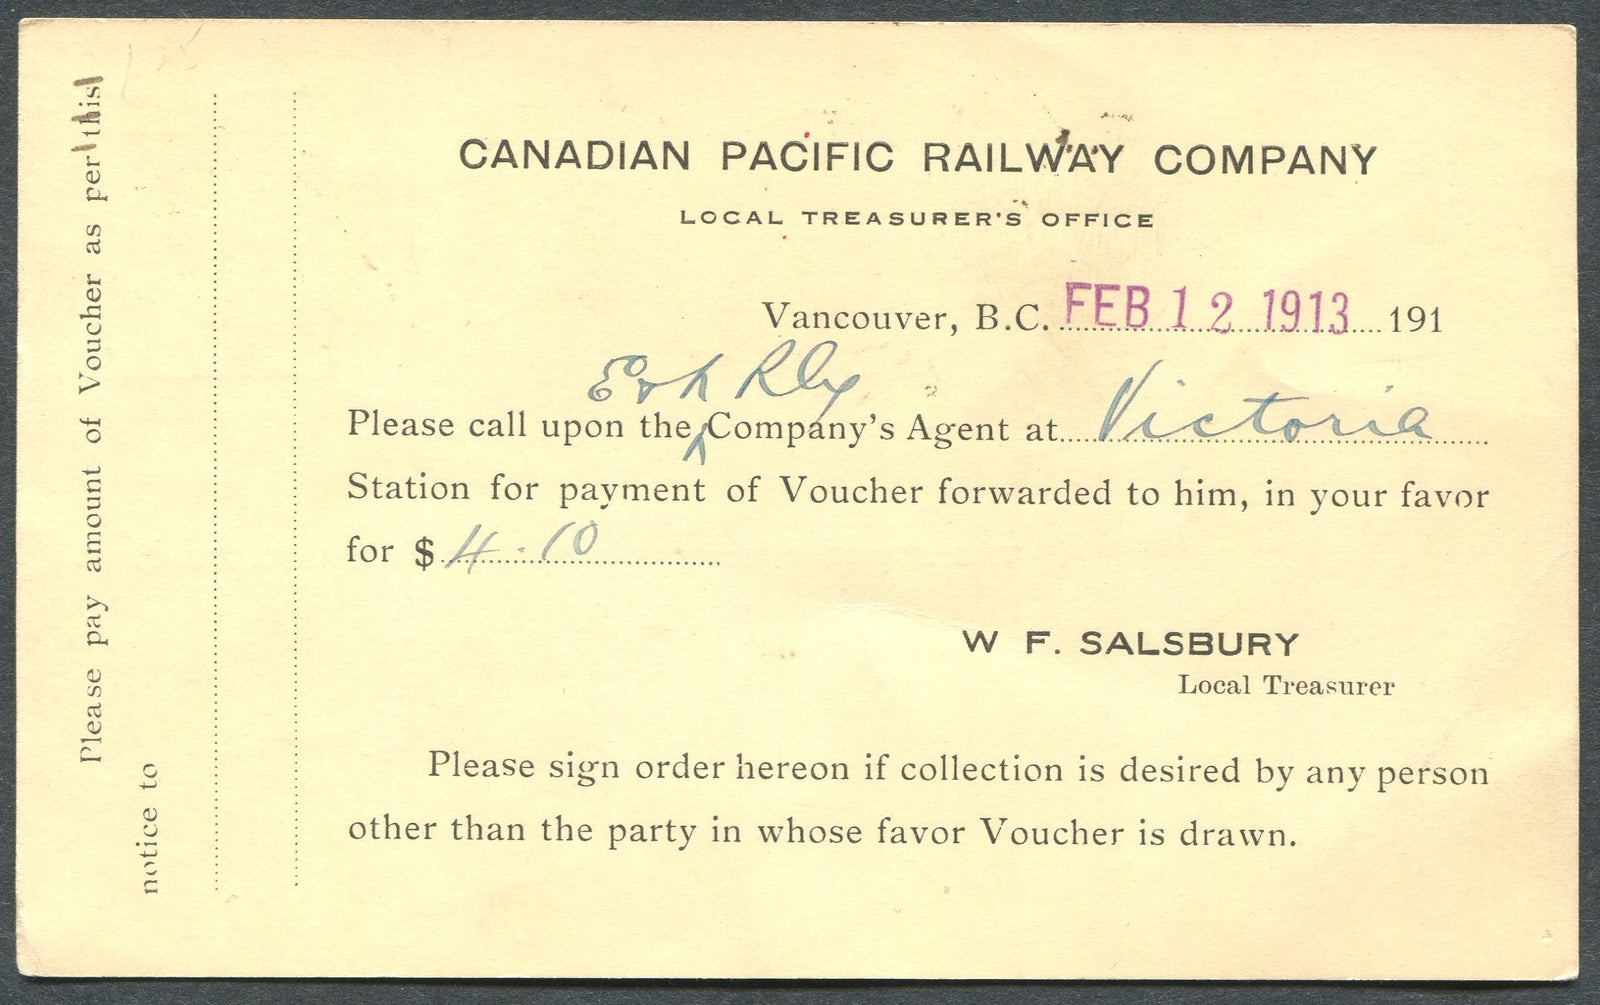 CANADIAN PACIFIC RAILWAY COMPANY
LOCAL TREASURER'S OFFICE
Vancouver, B.C. FEB 12 1913 191
E & N Rly
Please call upon the Company's Agent at Victoria
Station for payment of Voucher forwarded to him, in your favor
for $ 4.10
W F. SALSBURY
Local Treasurer
Please sign order hereon if collection is desired by any person
other than the party in whose favor Voucher is drawn.
Please pay amount of Voucher as per this
notice to